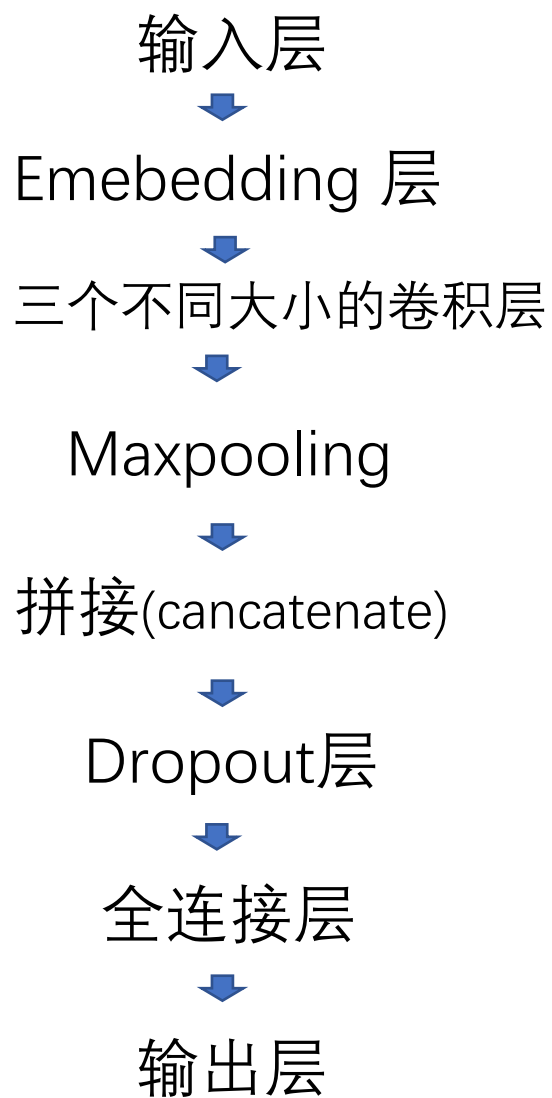 输入层
Emebedding 层
三个不同大小的卷积层
Maxpooling
拼接(cancatenate)
Dropout层
全连接层
输出层